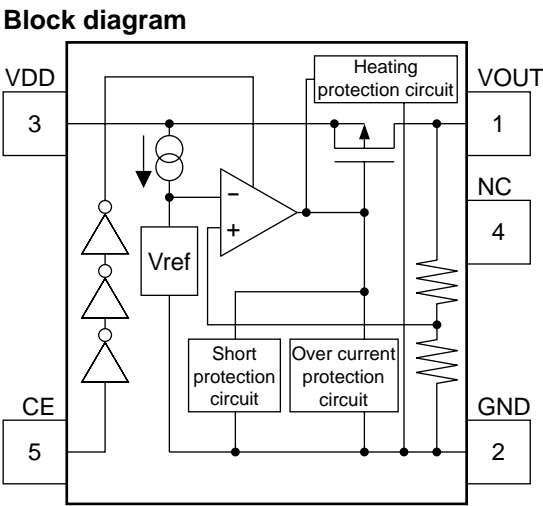 Block diagram
VDD
3
Heating
protection circuit
VOUT
1
NC
4
−
+
Vref
Short
protection
circuit
Over current
protection
circuit
CE
5
GND
2